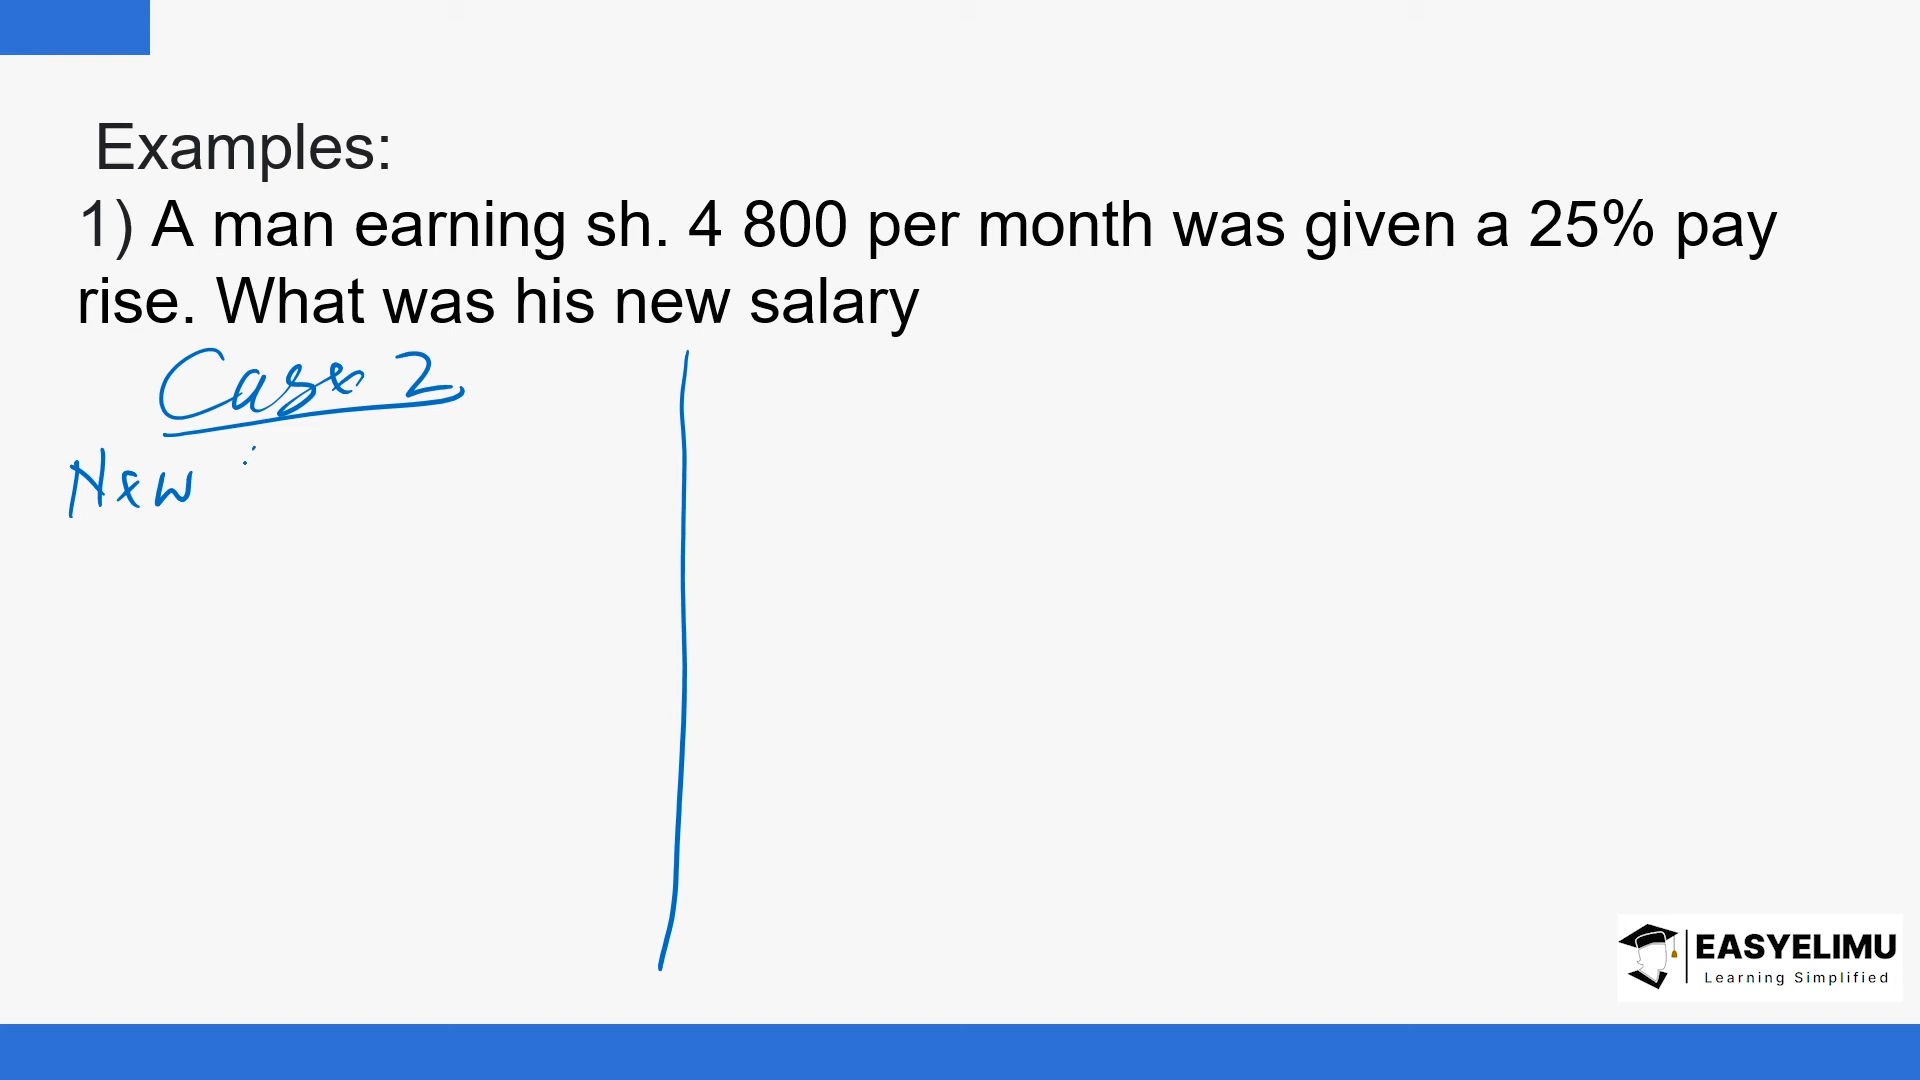 Examples:
1) A man earning sh. 4 800 per month was given a 25% pay
rise. What was his new salary
Case 2
New
EASYELIMU
Learning Simplified